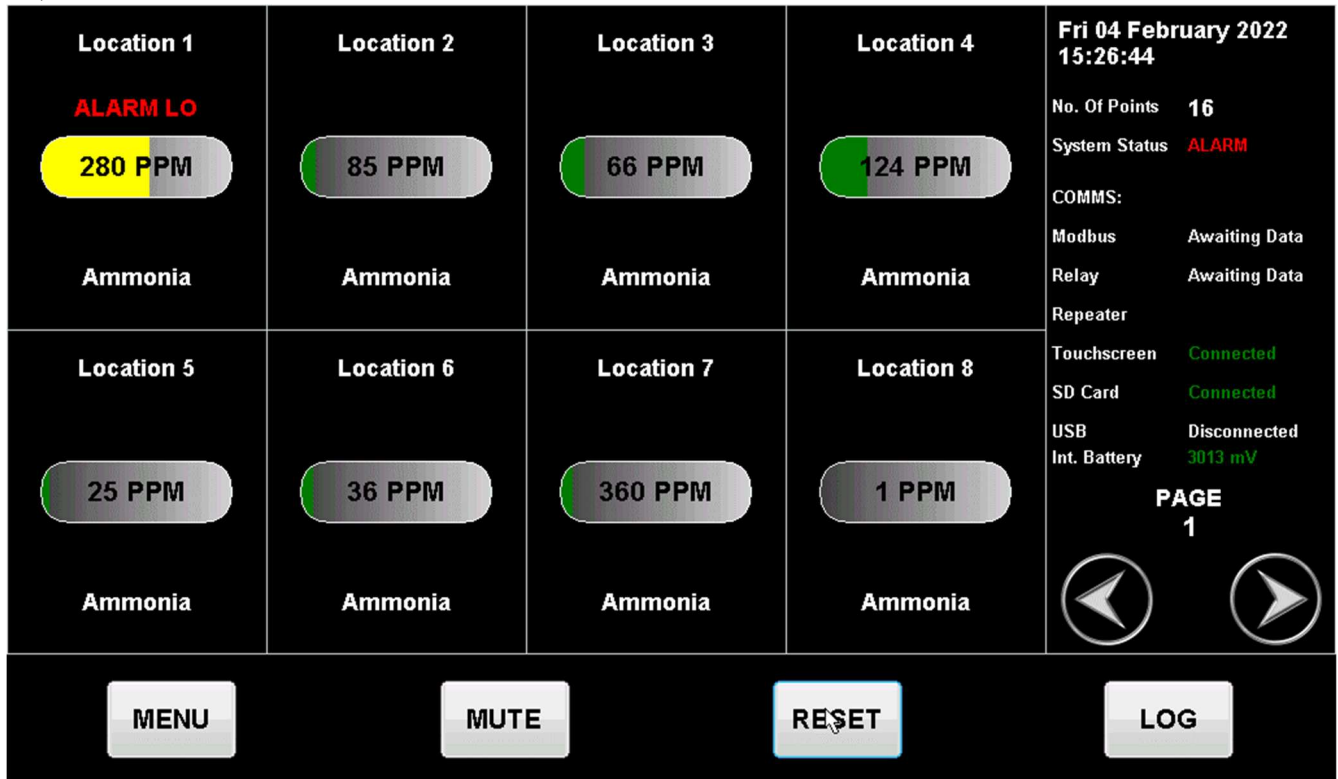 Location 1
ALARM LO
280 PPM
Ammonia
Location 2
85 PPM
Ammonia
Location 3
66 PPM
Ammonia
Location 4
124 PPM
Ammonia
Location 5
25 PPM
Ammonia
Location 6
36 PPM
Ammonia
Location 7
360 PPM
Ammonia
Location 8
1 PPM
Ammonia
Fri 04 February 2022
15:26:44
No. Of Points 16
System Status ALARM
COMMS:
Modbus Awaiting Data
Relay Awaiting Data
Repeater
Touchscreen Connected
SD Card Connected
USB Disconnected
Int. Battery 3013 mV
PAGE
1
MENU
MUTE
RESET
LOG